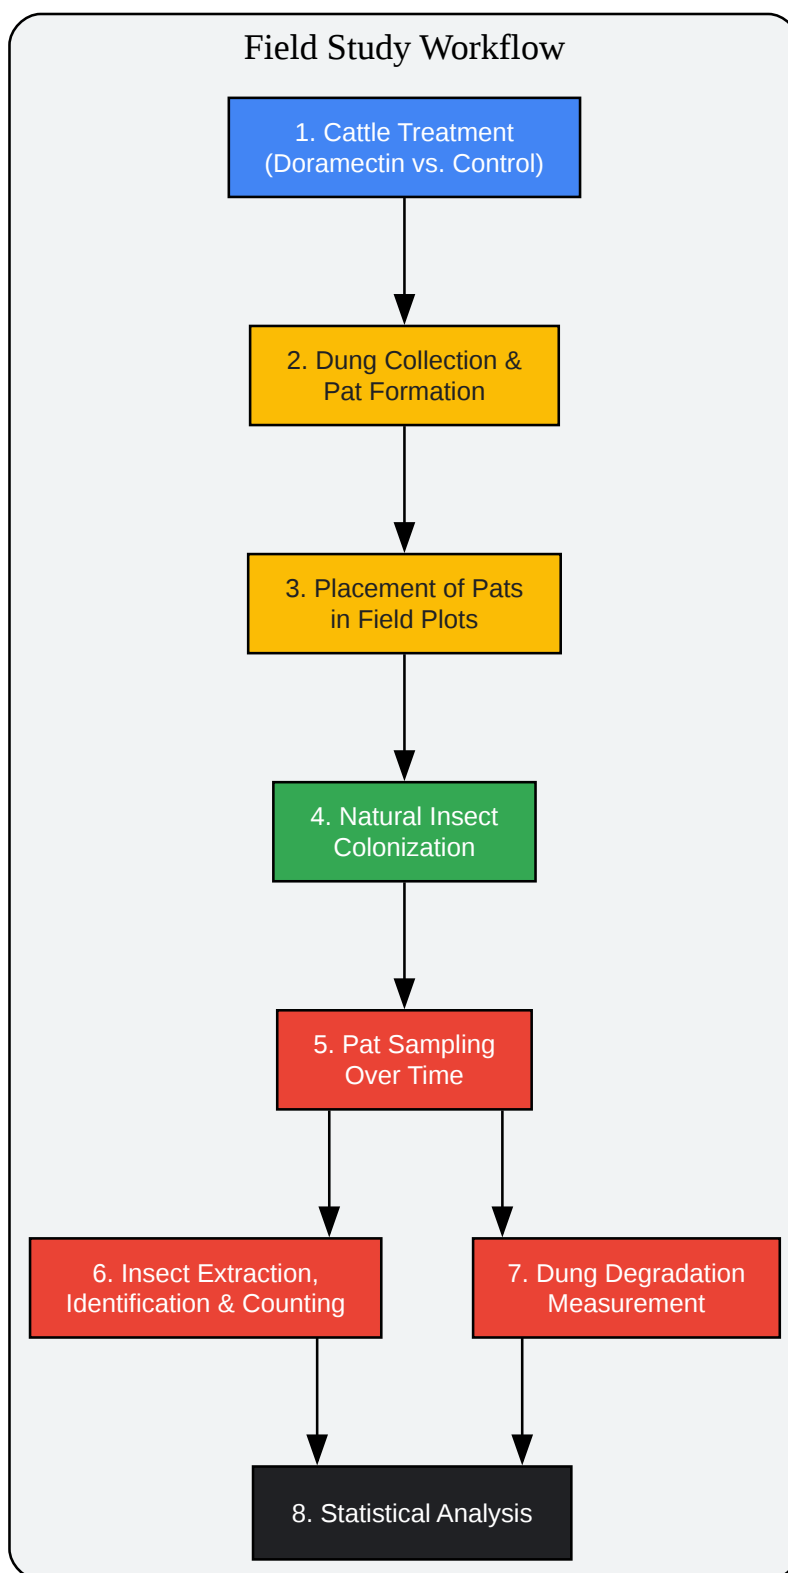 Field Study Workflow
1. Cattle Treatment
(Doramectin vs. Control)
2. Dung Collection &
Pat Formation
3. Placement of Pats
in Field Plots
4. Natural Insect
Colonization
5. Pat Sampling
Over Time
6. Insect Extraction,
Identification & Counting
7. Dung Degradation
Measurement
8. Statistical Analysis